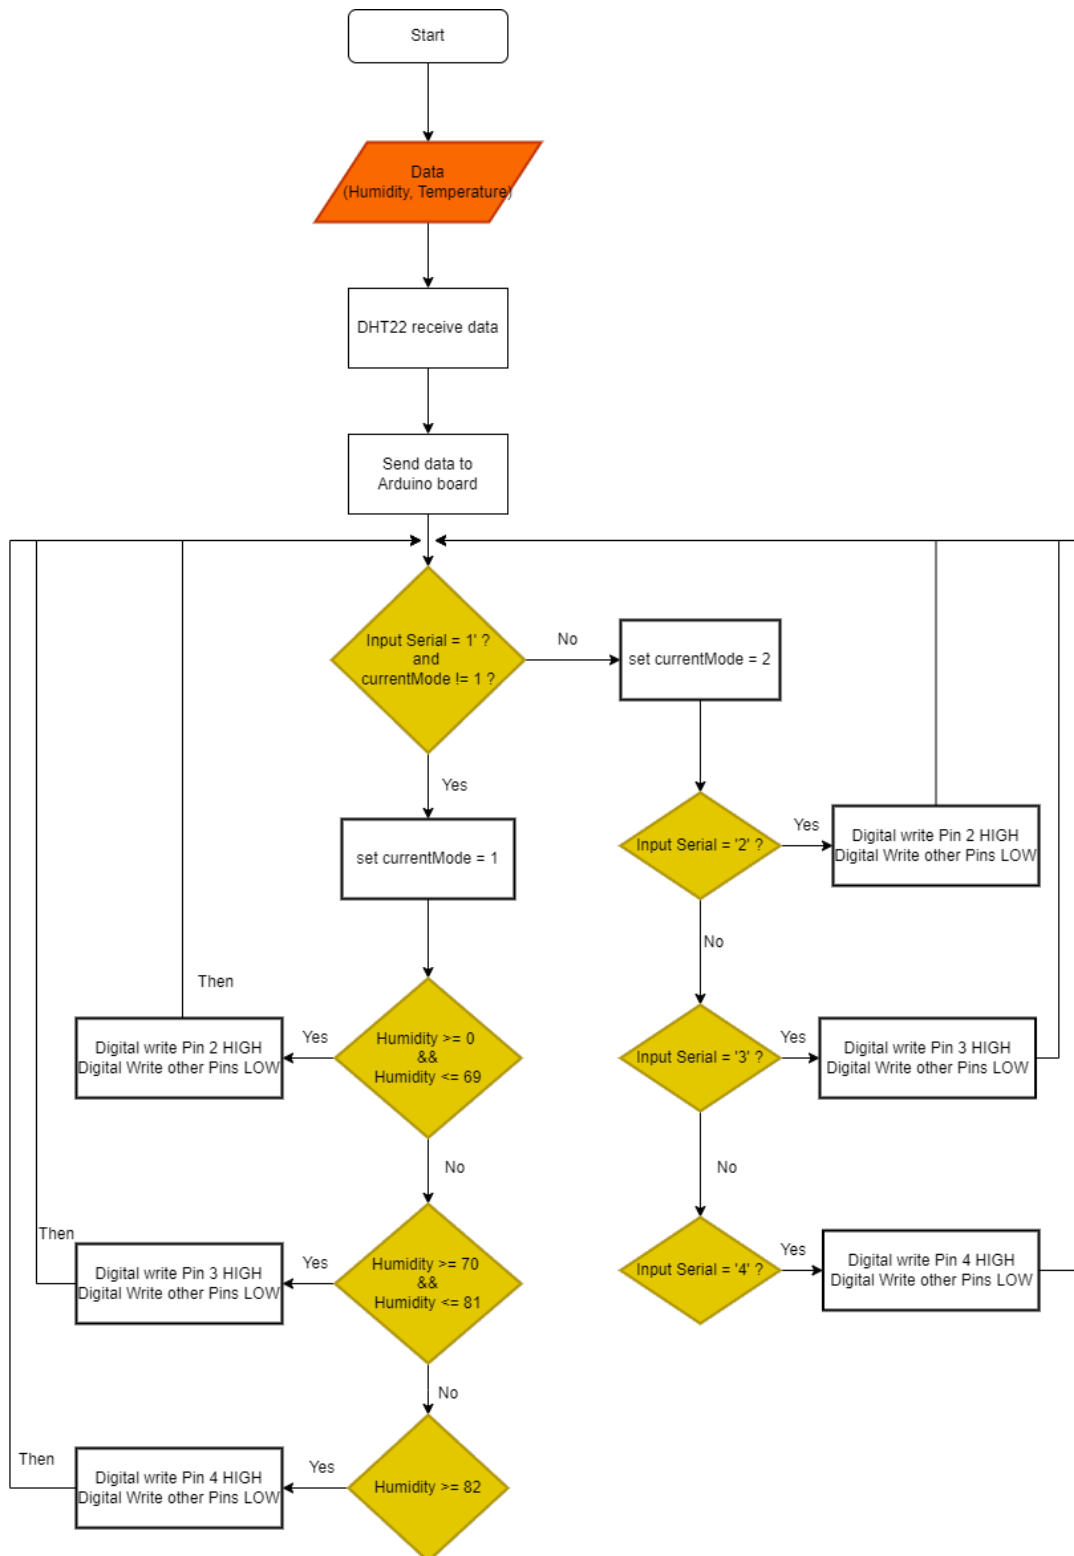 Start
Data
(Humidity, Temperature)
DHT22 receive data
Send data to
Arduino board
Input Serial = 1' ?
and
currentMode != 1 ?
No
set currentMode = 2
Yes
set currentMode = 1
Input Serial = '2' ?
Yes
Digital write Pin 2 HIGH
Digital Write other Pins LOW
No
Then
Digital write Pin 2 HIGH
Digital Write other Pins LOW
Yes
Humidity >= 0
&&
Humidity <= 69
Input Serial = '3' ?
Yes
Digital write Pin 3 HIGH
Digital Write other Pins LOW
No
No
Then
Digital write Pin 3 HIGH
Digital Write other Pins LOW
Yes
Humidity >= 70
&&
Humidity <= 81
Input Serial = '4' ?
Yes
Digital write Pin 4 HIGH
Digital Write other Pins LOW
No
Then
Digital write Pin 4 HIGH
Digital Write other Pins LOW
Yes
Humidity >= 82